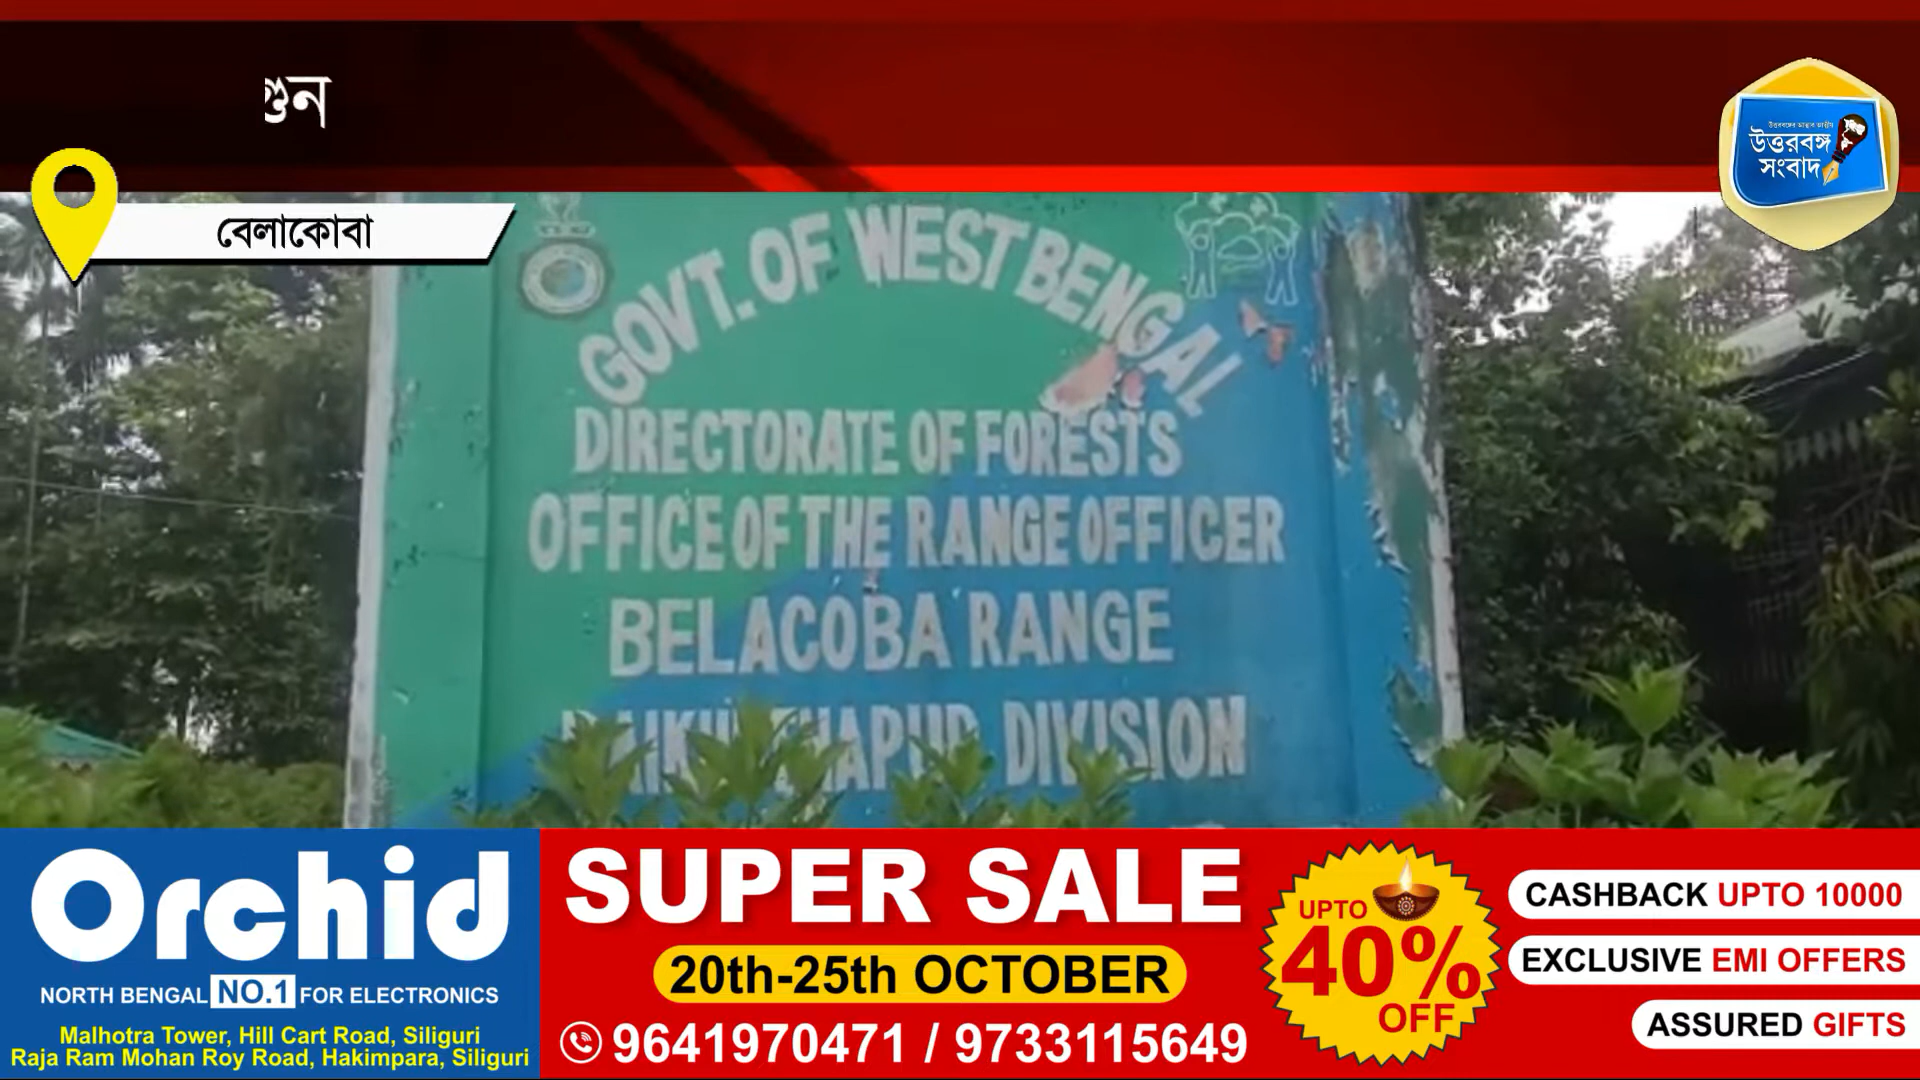 গুন
উত্তরবঙ্গ
সংবাদ
বেলাকোবা
GOVT. OF WEST BENGAL
DIRECTORATE OF FORESTS
OFFICE OF THE RANGE OFFICER
BELACOBA RANGE
DIVISION
Orchid
NORTH BENGAL NO.1 FOR ELECTRONICS
Malhotra Tower, Hill Cart Road, Siliguri
Raja Ram Mohan Roy Road, Hakimpara, Siliguri
SUPER SALE
20th-25th OCTOBER
9641970471 / 9733115649
UPTO
40%
OFF
CASHBACK UPTO 10000
EXCLUSIVE EMI OFFERS
ASSURED GIFTS